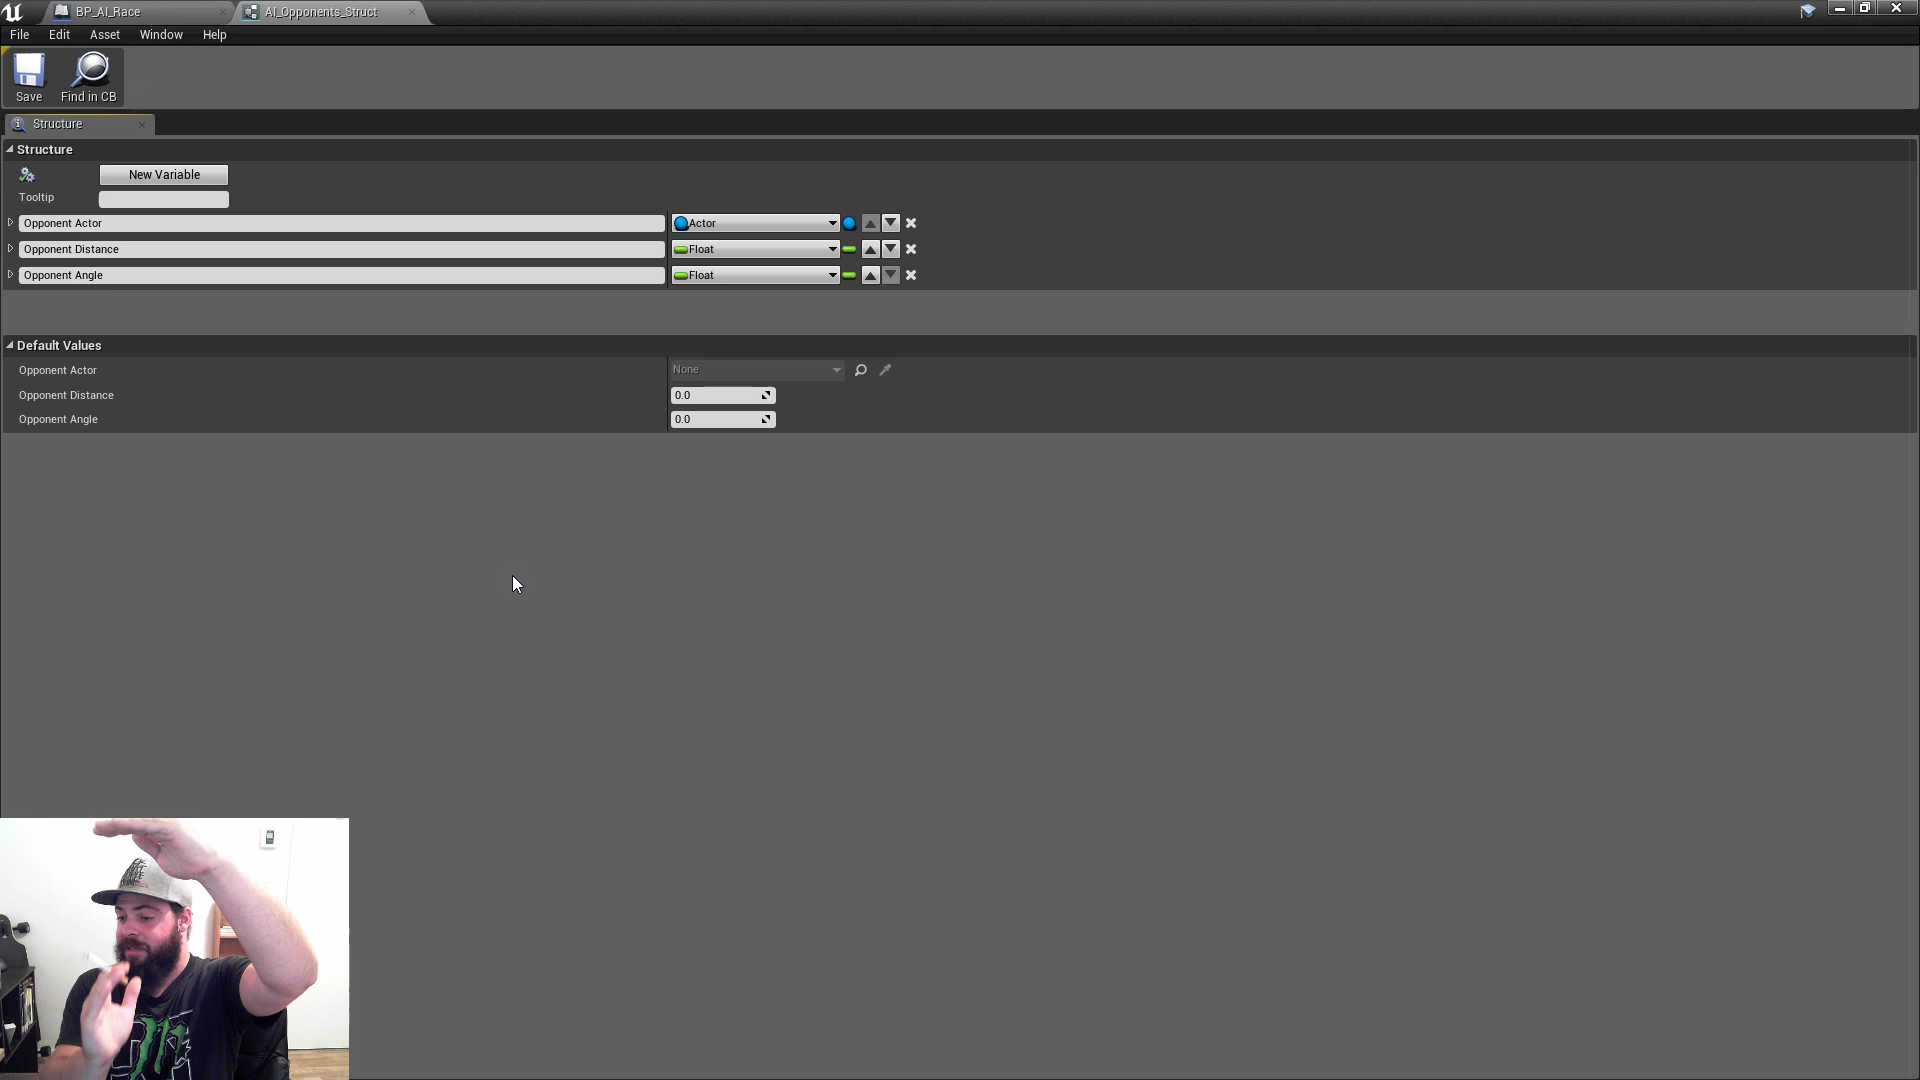 BP_AI_Race
AI_Opponents_Struct
File Edit Asset Window Help
Save Find in CB
Structure
Structure
New Variable
Tooltip
Opponent Actor Actor
Opponent Distance Float
Opponent Angle Float
Default Values
Opponent Actor None
Opponent Distance 0.0
Opponent Angle 0.0